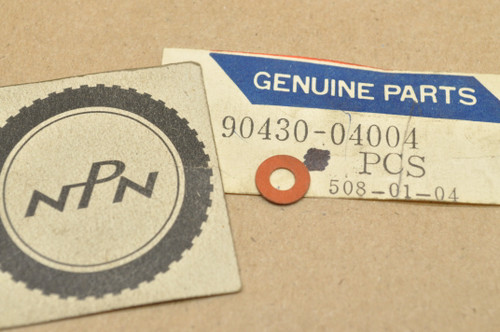 GENUINE PARTS
90430-04004
PCS
508-01-04
NPN